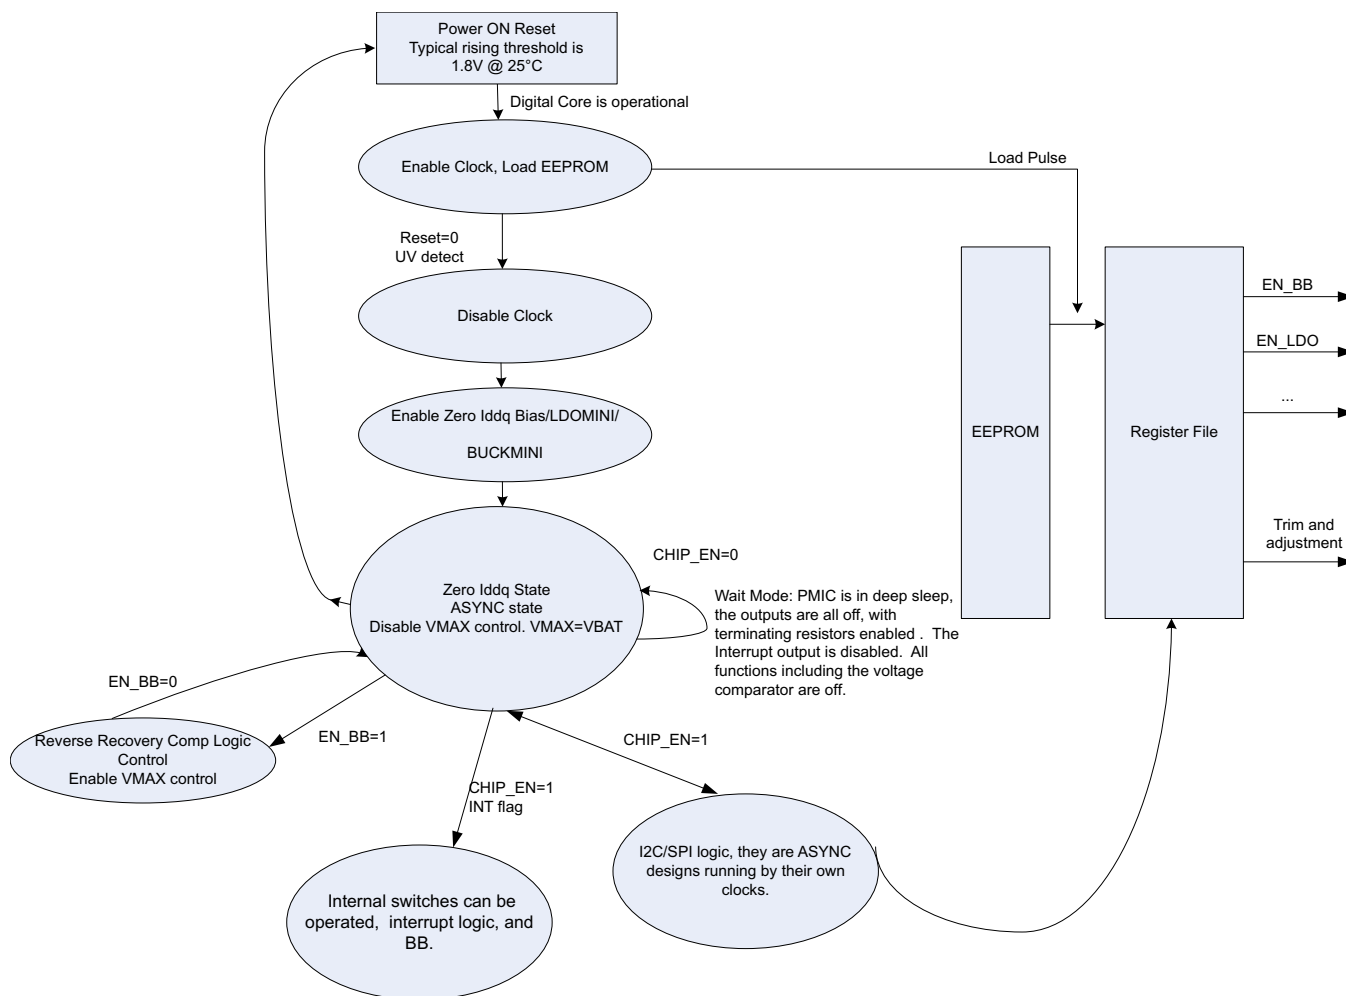 Power ON Reset
Typical rising threshold is
1.8V @ 25°C
Digital Core is operational
Enable Clock, Load EEPROM
Load Pulse
Reset=0
UV detect
Disable Clock
Enable Zero Iddq Bias/LDOMINI/
BUCKMINI
EEPROM
Register File
EN_BB
EN_LDO
...
Trim and
adjustment
CHIP_EN=0
Zero Iddq State
ASYNC state
Disable VMAX control. VMAX=VBAT
Wait Mode: PMIC is in deep sleep,
the outputs are all off, with
terminating resistors enabled . The
Interrupt output is disabled. All
functions including the voltage
comparator are off.
EN_BB=0
EN_BB=1
Reverse Recovery Comp Logic
Control
Enable VMAX control
CHIP_EN=1
INT flag
CHIP_EN=1
Internal switches can be
operated, interrupt logic, and
BB.
I2C/SPI logic, they are ASYNC
designs running by their own
clocks.